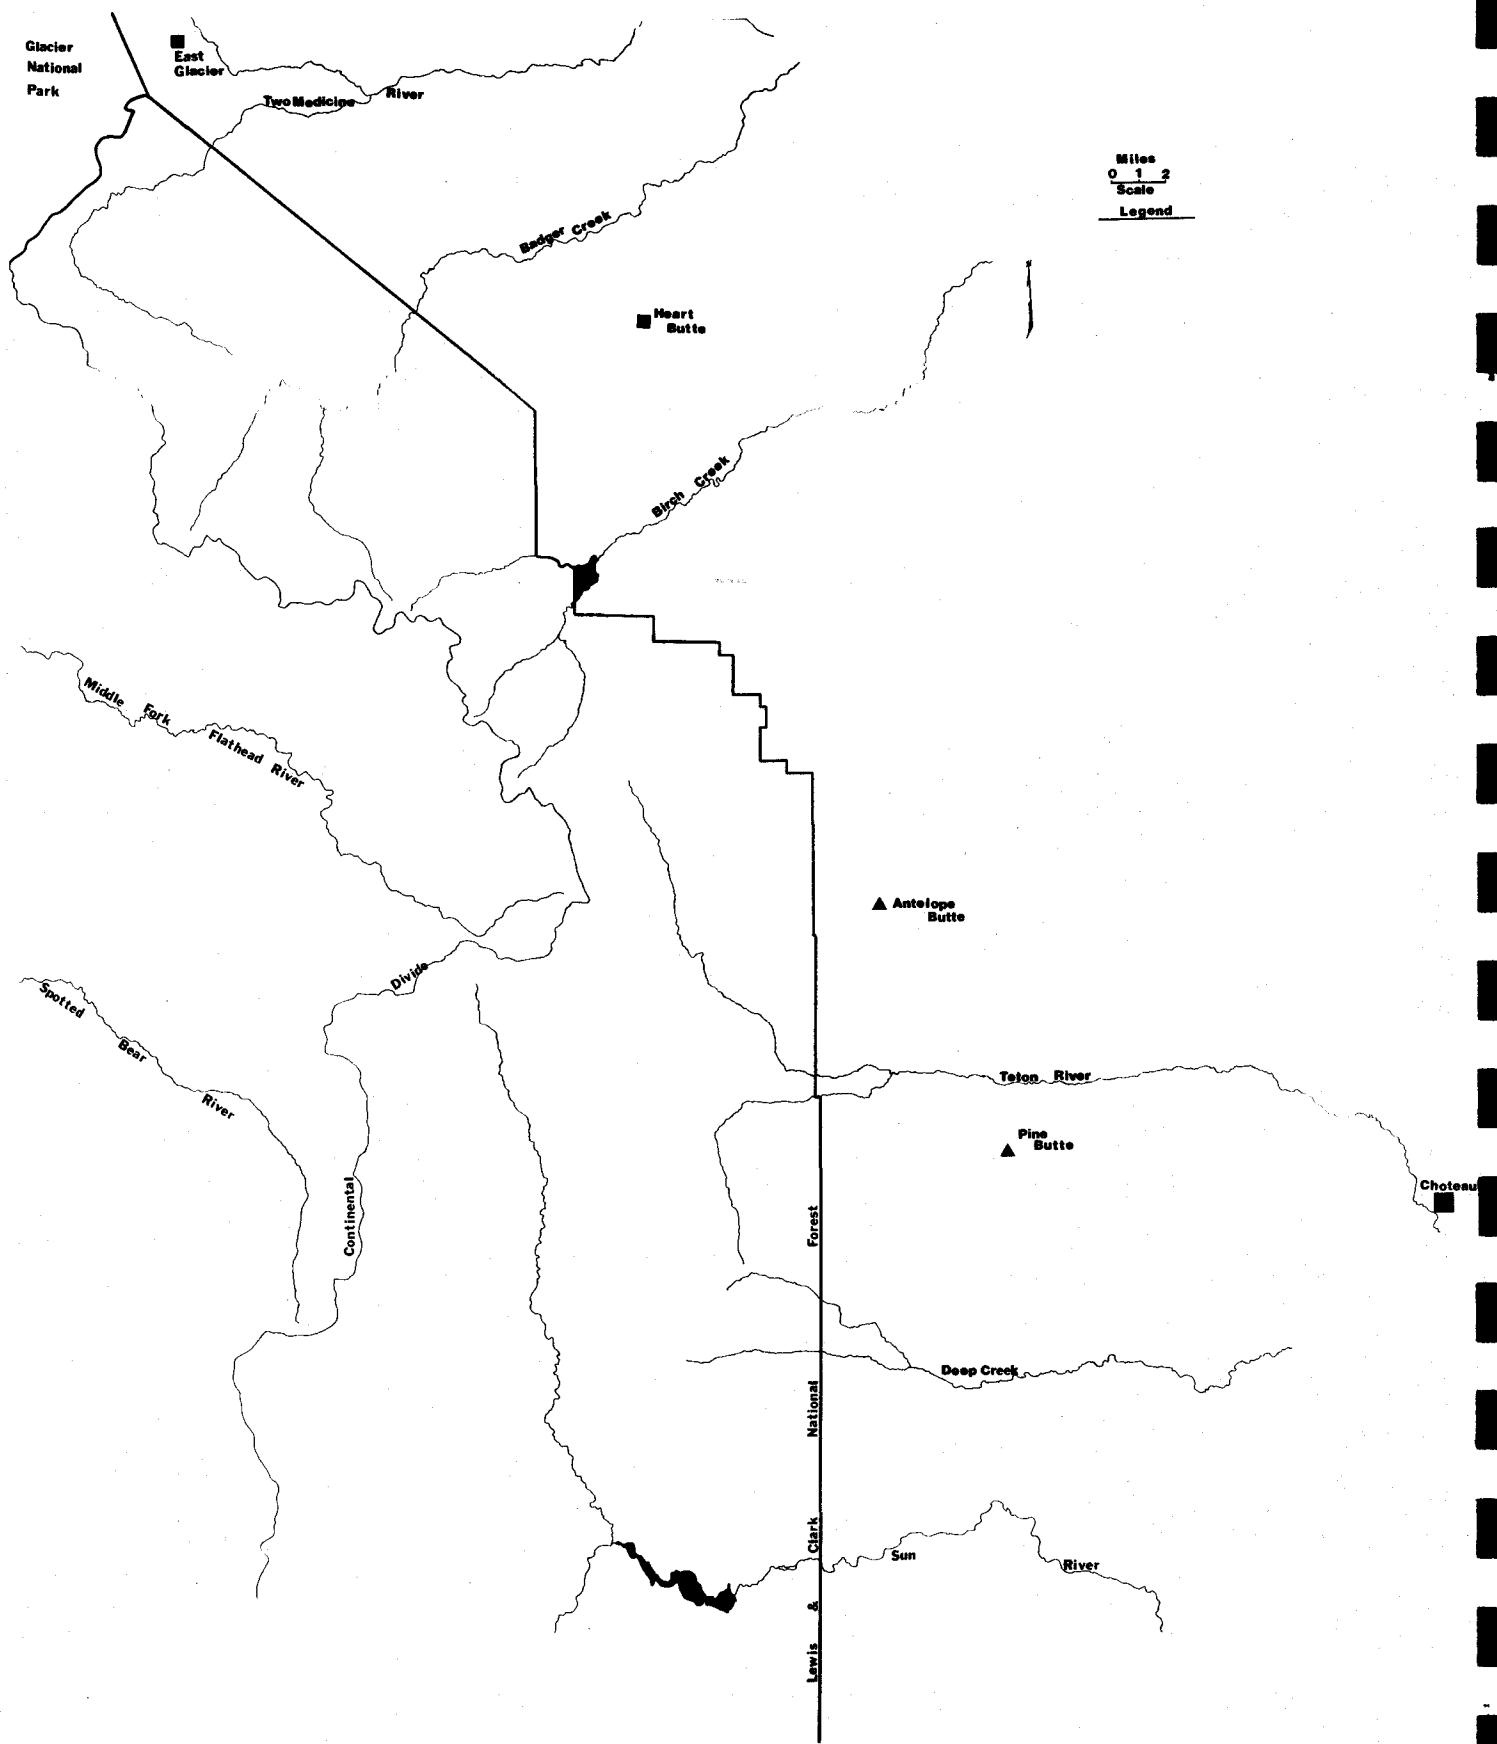 Glacier
National
Park
East
Glacier
Two Medicine River
Miles
0 1 2
Scale
Legend
Badger Creek
Heart
Butte
Birch Creek
Middle Fork
Flathead River
Antelope
Butte
Divide
Spotted
Bear
River
Teton River
Pine
Butte
Choteau
Continental
Deep Creek
Sun River
Lewis & Clark National Forest